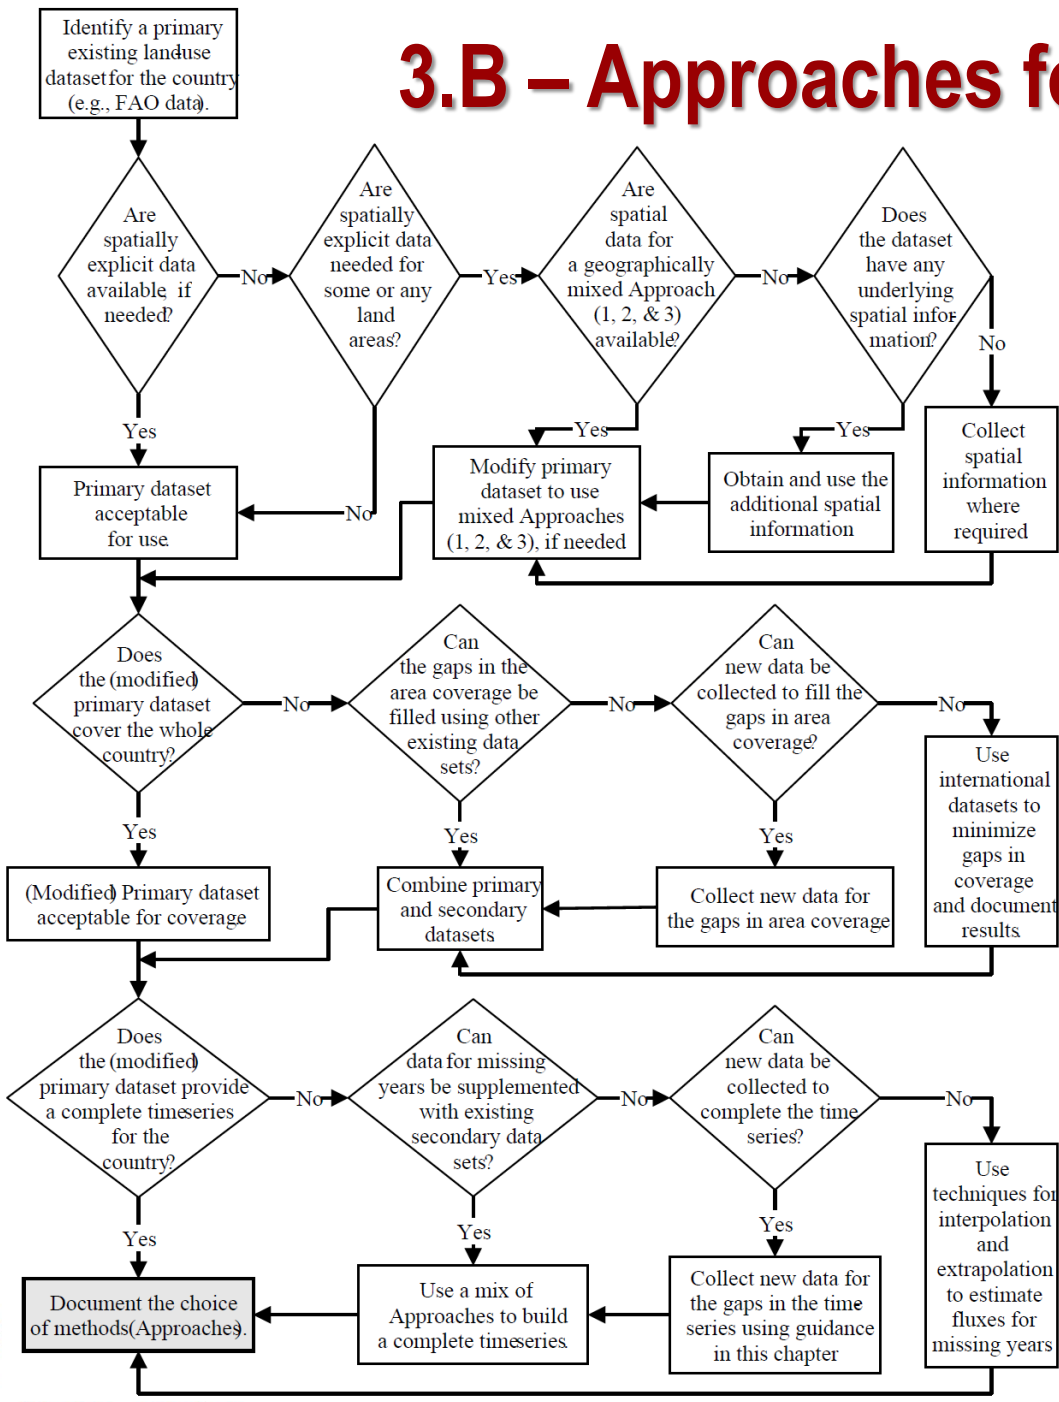 3.B – Approaches fo
Identify a primary
existing land-use
dataset for the country
(e.g., FAO data).
Are
spatially
explicit data
available, if
needed?
No
Are
spatially
explicit data
needed for
some or any
land
areas?
Yes
Are
spatial
data for
a geographically
mixed Approach
(1, 2, & 3)
available?
No
Does
the dataset
have any
underlying
spatial infor-
mation?
No
Yes
No
Yes
Yes
Primary dataset
acceptable
for use.
Modify primary
dataset to use
mixed Approaches
(1, 2, & 3), if needed
Obtain and use the
additional spatial
information
Collect
spatial
information
where
required
Does
the (modified)
primary dataset
cover the whole
country?
No
Can
the gaps in the
area coverage be
filled using other
existing data
sets?
No
Can
new data be
collected to fill the
gaps in area
coverage?
No
Yes
Yes
Yes
(Modified) Primary dataset
acceptable for coverage
Combine primary
and secondary
datasets.
Collect new data for
the gaps in area coverage
Use
international
datasets to
minimize
gaps in
coverage
and document
results.
Does
the (modified)
primary dataset provide
a complete timeseries
for the
country?
No
Can
data for missing
years be supplemented
with existing
secondary data
sets?
No
Can
new data be
collected to
complete the time
series?
No
Yes
Yes
Yes
Document the choice
of methods(Approaches).
Use a mix of
Approaches to build
a complete timeseries.
Collect new data for
the gaps in the time-
series using guidance
in this chapter
Use
techniques for
interpolation
and
extrapolation
to estimate
fluxes for
missing years